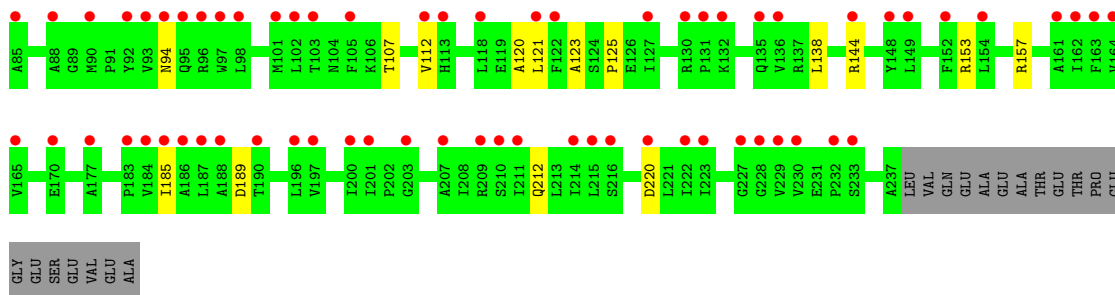 A85 A88 G89 M90 P91 Y92 V93 N94 Q95 R96 W97 L98 M101 L102 T103 N104 F105 K106 T107 V112 H113 L118 E119 A120 L121 F122 A123 S124 P125 E126 I127 R130 P131 K132 Q135 V136 R137 L138 R144 Y148 L149 F152 R153 L154 R157 A161 I162 F163 V164
V165 E170 A177 P183 V184 I185 A186 L187 A188 D189 T190 L196 V197 I200 I201 P202 G203 A207 I208 R209 S210 I211 Q212 L213 I214 L215 S216 D220 L221 I222 I223 G227 G228 V229 V230 E231 P232 S233 A237 LEU VAL GLN GLU ALA GLU ALA THR GLU THR PRO GLU
GLY GLU SER GLU VAL GLU ALA